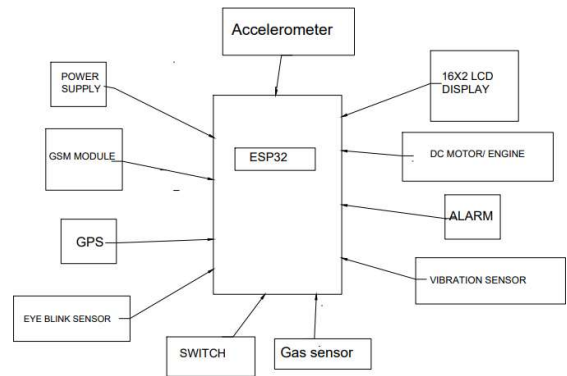 Accelerometer
POWER
SUPPLY
16X2 LCD
DISPLAY
GSM MODULE
ESP32
DC MOTOR/ ENGINE
GPS
ALARM
EYE BLINK SENSOR
VIBRATION SENSOR
SWITCH
Gas sensor